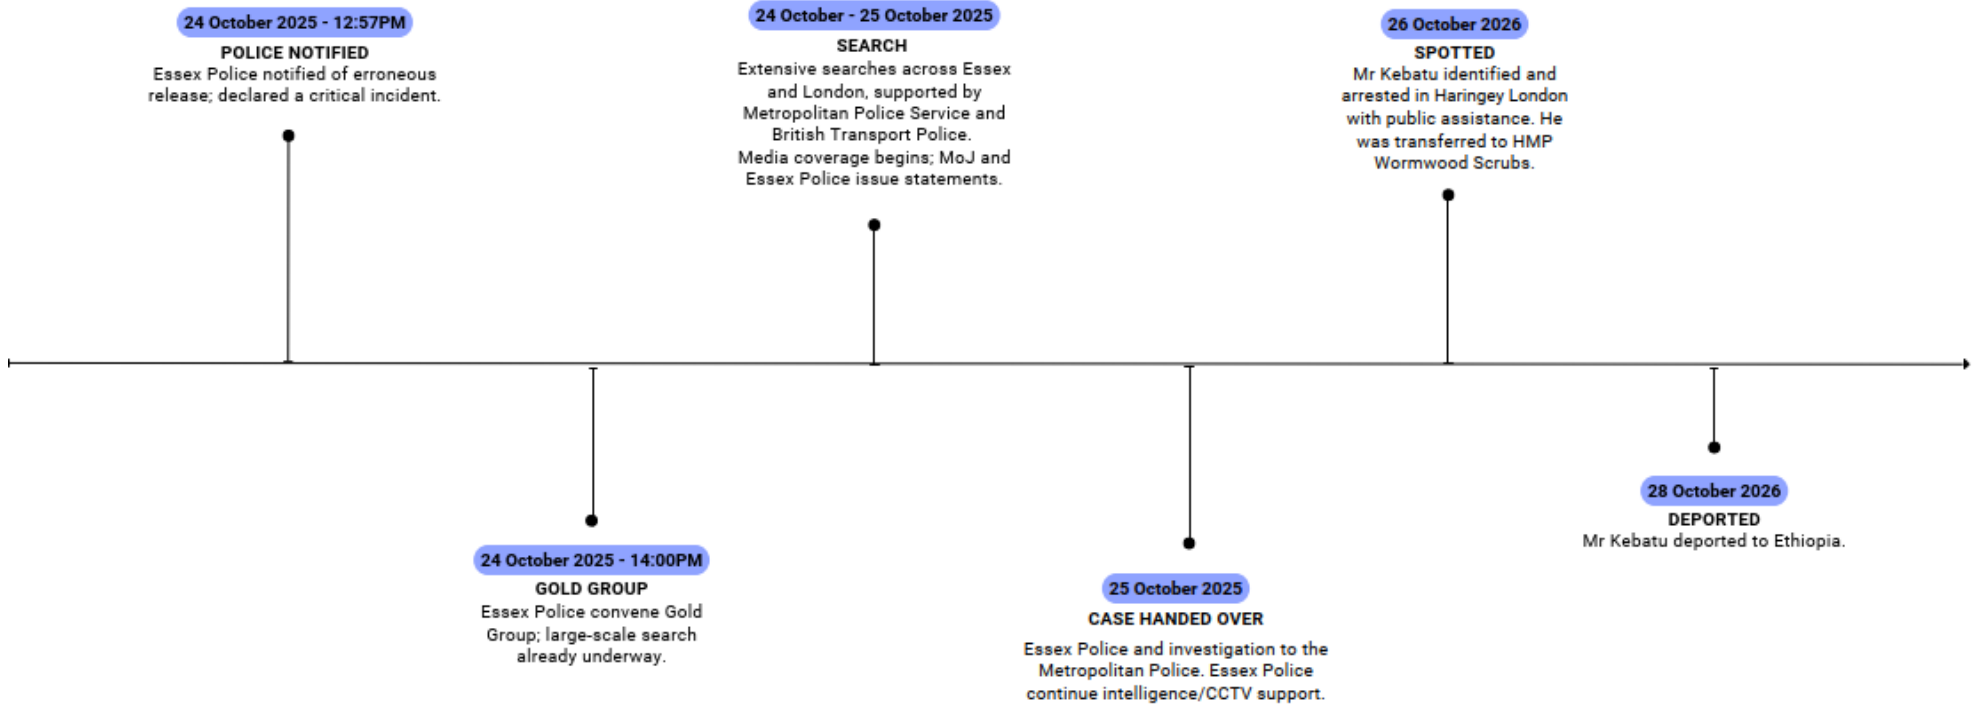 24 October 2025 - 12:57PM
POLICE NOTIFIED
Essex Police notified of erroneous
release; declared a critical incident.
24 October 2025 - 14:00PM
GOLD GROUP
Essex Police convene Gold
Group; large-scale search
already underway.
24 October - 25 October 2025
SEARCH
Extensive searches across Essex
and London, supported by
Metropolitan Police Service and
British Transport Police.
Media coverage begins; MoJ and
Essex Police issue statements.
25 October 2025
CASE HANDED OVER
Essex Police and investigation to the
Metropolitan Police. Essex Police
continue intelligence/CCTV support.
26 October 2026
SPOTTED
Mr Kebatu identified and
arrested in Haringey London
with public assistance. He
was transferred to HMP
Wormwood Scrubs.
28 October 2026
DEPORTED
Mr Kebatu deported to Ethiopia.